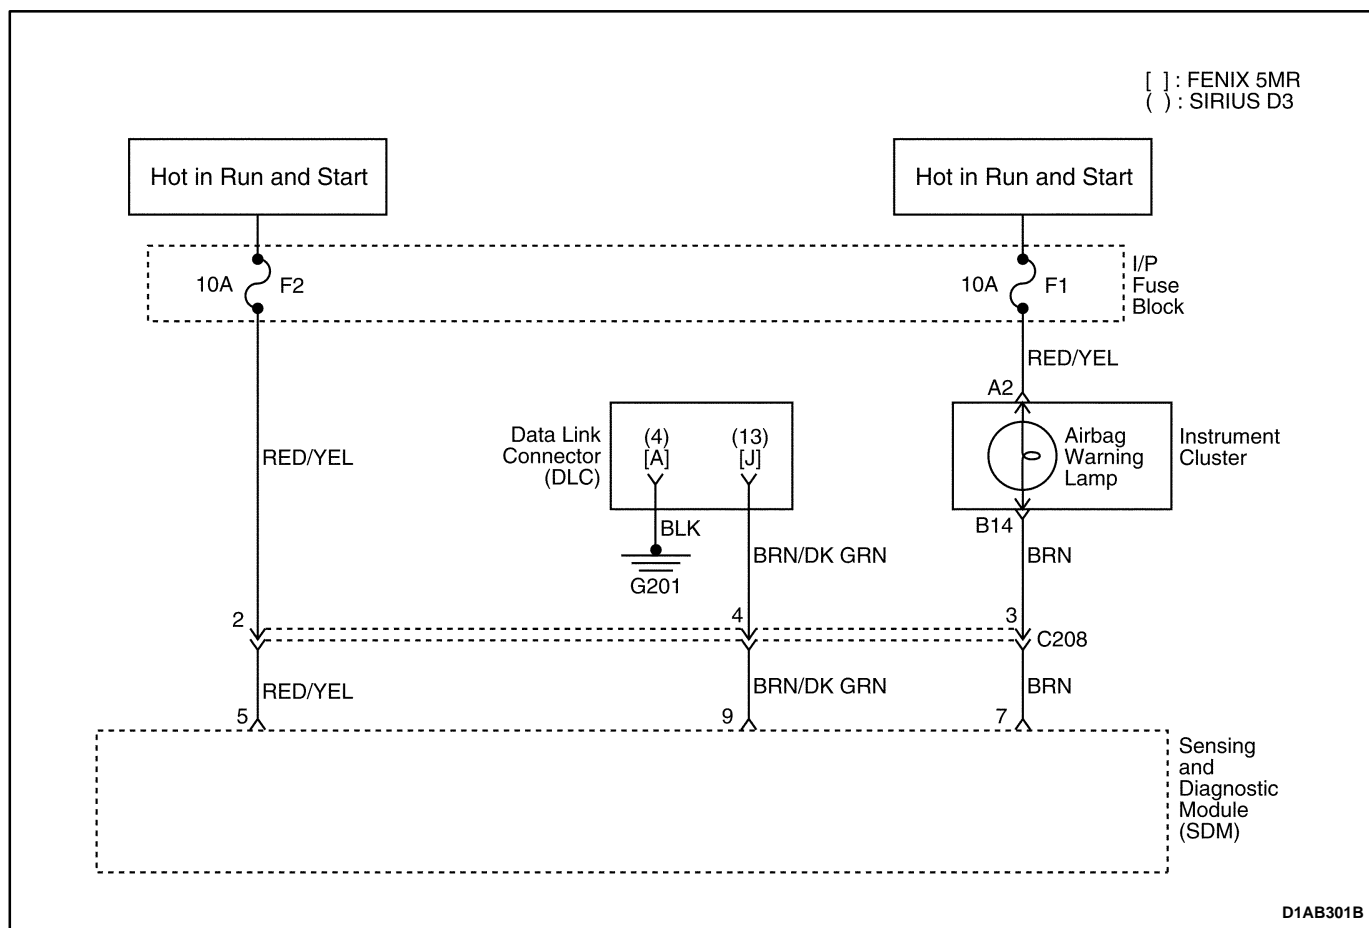 [ ] : FENIX 5MR
( ) : SIRIUS D3
Hot in Run and Start
Hot in Run and Start
10A
F2
10A
F1
I/P
Fuse
Block
RED/YEL
A2
Data Link
Connector
(DLC)
(4)
[A]
(13)
[J]
Airbag
Warning
Lamp
Instrument
Cluster
RED/YEL
BLK
G201
B14
BRN/DK GRN
BRN
2
4
3
C208
RED/YEL
BRN/DK GRN
BRN
5
9
7
Sensing
and
Diagnostic
Module
(SDM)
D1AB301B